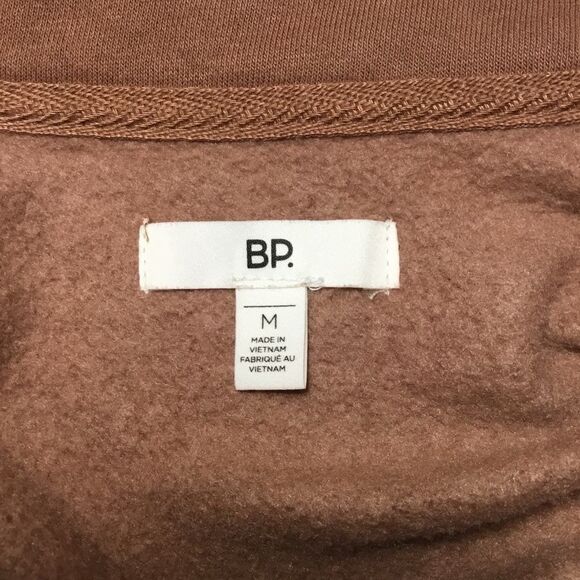 BP.
M
MADE IN
VIETNAM
FABRIQUÉ AU
VIETNAM